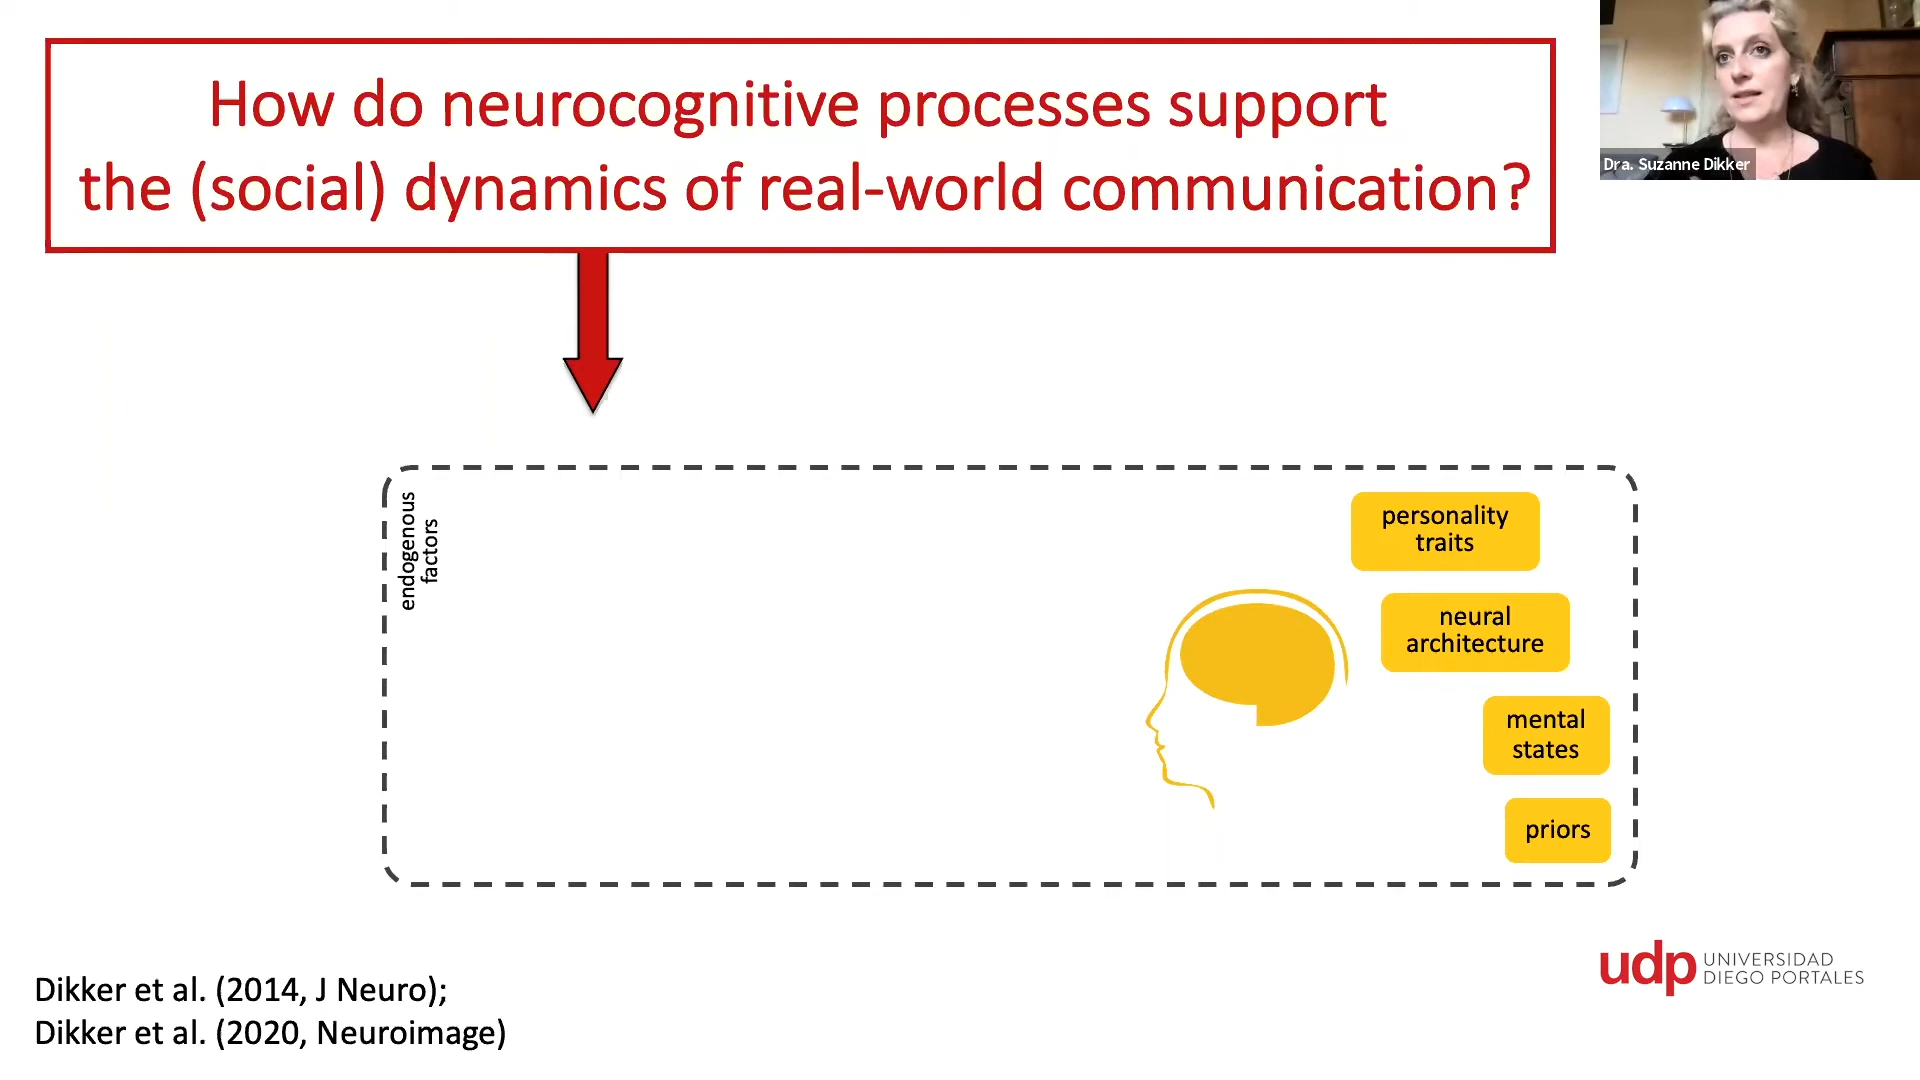 How do neurocognitive processes support
the (social) dynamics of real-world communication?
Dra. Suzanne Dikker
endogenous
factors
personality
traits
neural
architecture
mental
states
priors
Dikker et al. (2014, J Neuro);
Dikker et al. (2020, Neuroimage)
udp UNIVERSIDAD
DIEGO PORTALES